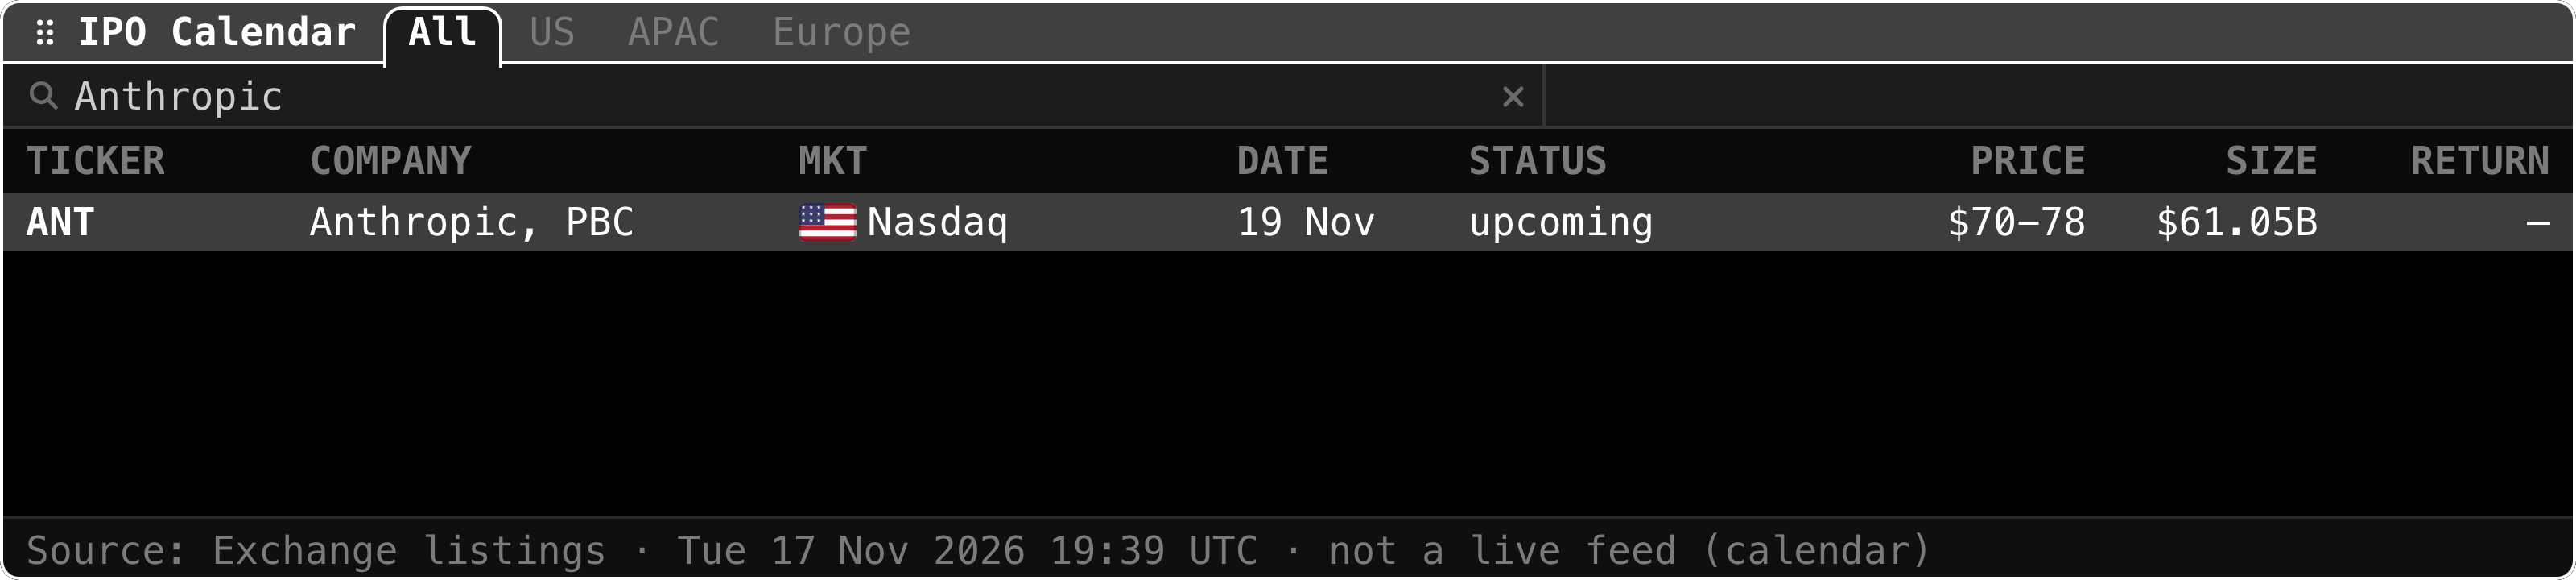 IPO Calendar All US APAC Europe
Anthropic
TICKER COMPANY MKT DATE STATUS PRICE SIZE RETURN
ANT Anthropic, PBC Nasdaq 19 Nov upcoming $70–78 $61.05B —
Source: Exchange listings · Tue 17 Nov 2026 19:39 UTC · not a live feed (calendar)